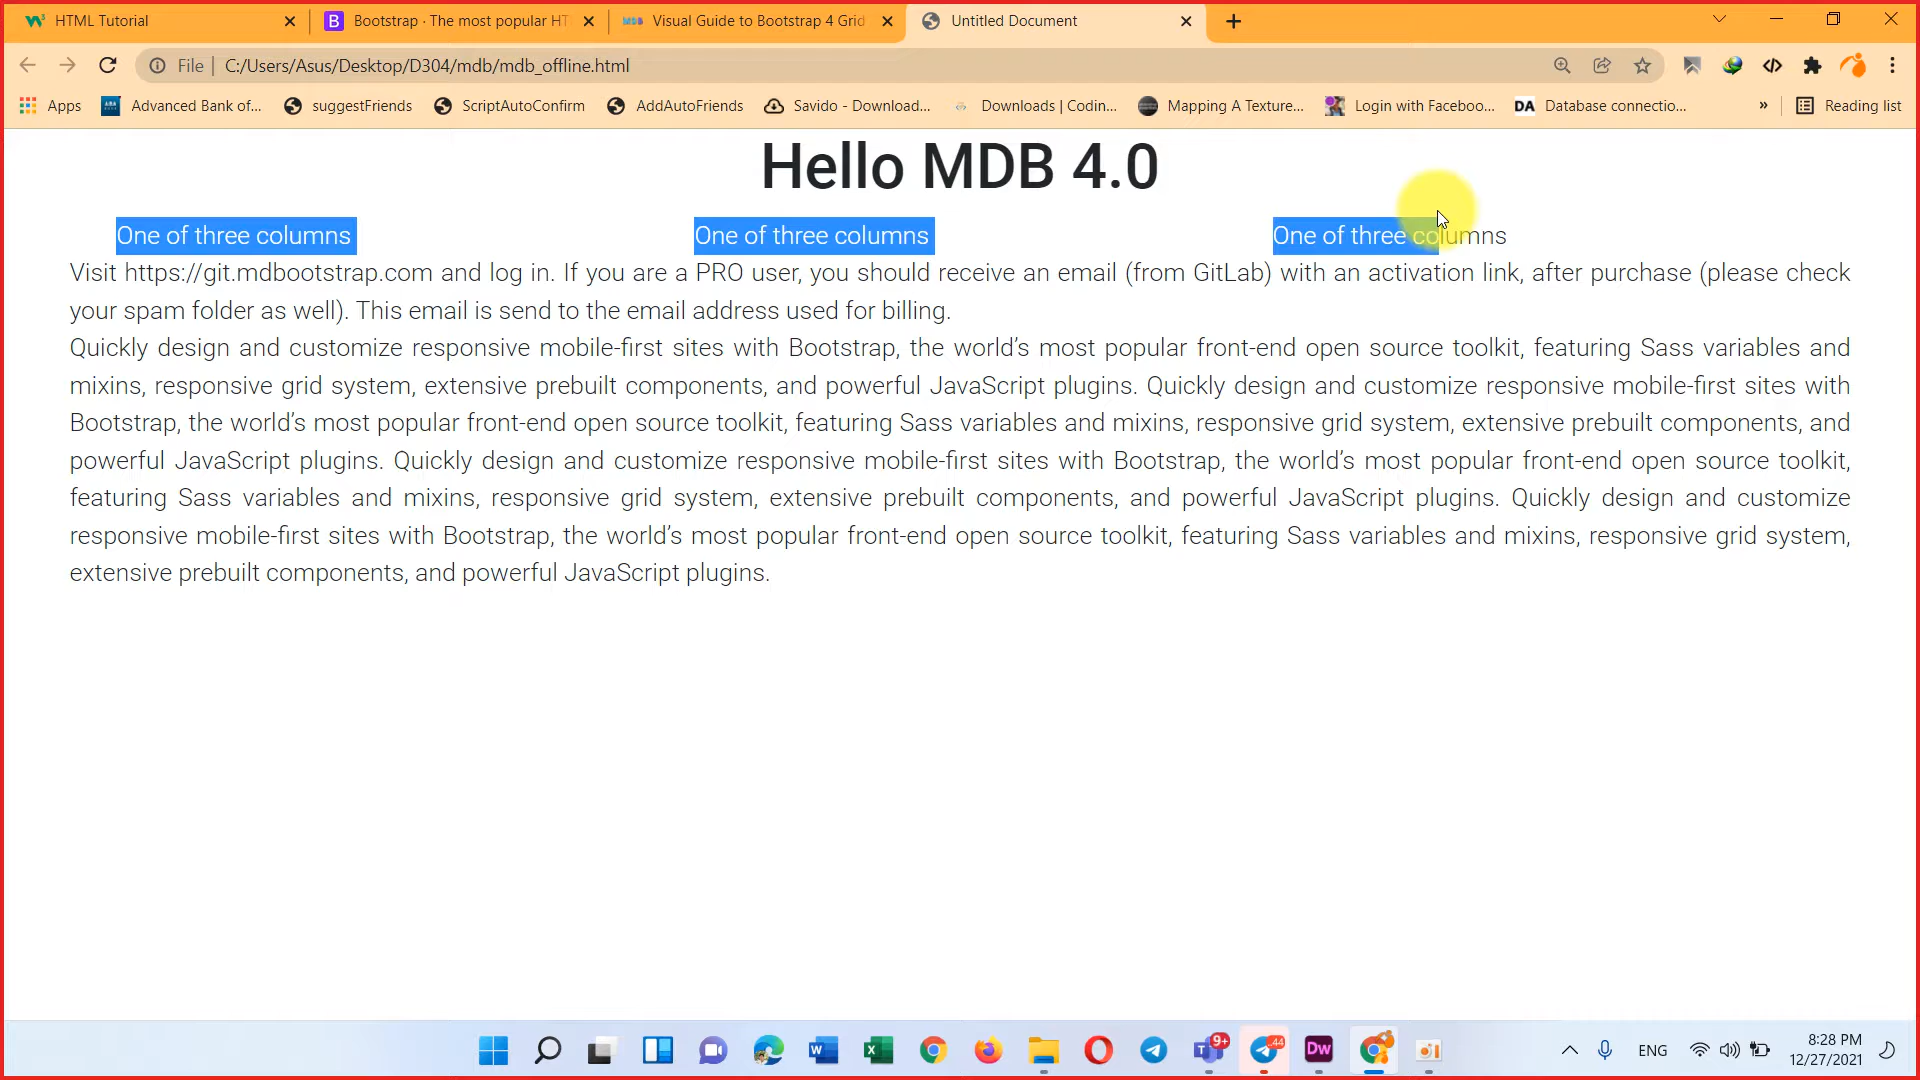 HTML Tutorial
Bootstrap · The most popular HT
Visual Guide to Bootstrap 4 Grid
Untitled Document
File | C:/Users/Asus/Desktop/D304/mdb/mdb_offline.html
Apps
Advanced Bank of...
suggestFriends
ScriptAutoConfirm
AddAutoFriends
Savido - Download...
Downloads | Codin...
Mapping A Texture...
Login with Faceboo...
DA Database connectio...
»
Reading list
Hello MDB 4.0
One of three columns One of three columns One of three columns
Visit https://git.mdbootstrap.com and log in. If you are a PRO user, you should receive an email (from GitLab) with an activation link, after purchase (please check
your spam folder as well). This email is send to the email address used for billing.
Quickly design and customize responsive mobile-first sites with Bootstrap, the world’s most popular front-end open source toolkit, featuring Sass variables and
mixins, responsive grid system, extensive prebuilt components, and powerful JavaScript plugins. Quickly design and customize responsive mobile-first sites with
Bootstrap, the world’s most popular front-end open source toolkit, featuring Sass variables and mixins, responsive grid system, extensive prebuilt components, and
powerful JavaScript plugins. Quickly design and customize responsive mobile-first sites with Bootstrap, the world’s most popular front-end open source toolkit,
featuring Sass variables and mixins, responsive grid system, extensive prebuilt components, and powerful JavaScript plugins. Quickly design and customize
responsive mobile-first sites with Bootstrap, the world’s most popular front-end open source toolkit, featuring Sass variables and mixins, responsive grid system,
extensive prebuilt components, and powerful JavaScript plugins.
9+
44
Dw
ENG
8:28 PM
12/27/2021